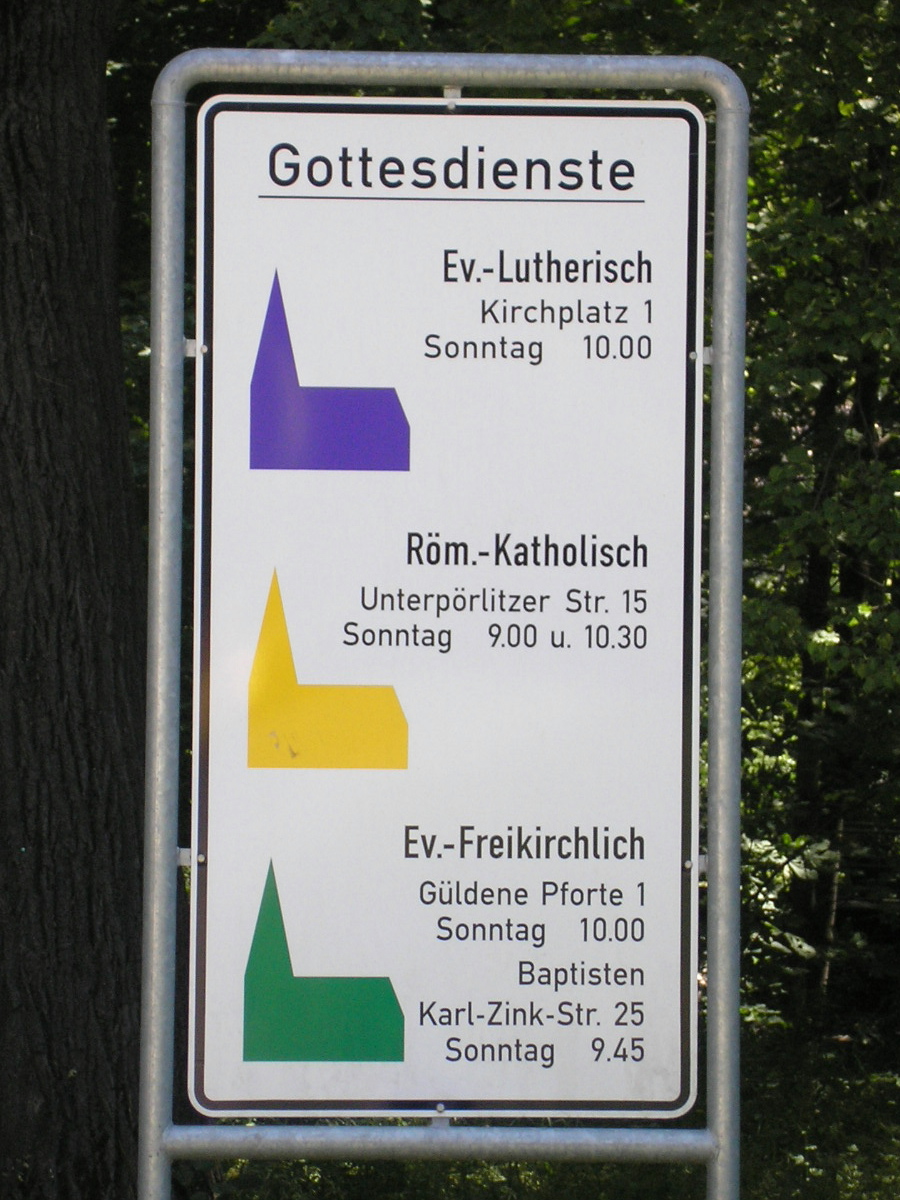 Gottesdienste
Ev.-Lutherisch
Kirchplatz 1
Sonntag 10.00
Röm.-Katholisch
Unterpörlitzer Str. 15
Sonntag 9.00 u. 10.30
Ev.-Freikirchlich
Güldene Pforte 1
Sonntag 10.00
Baptisten
Karl-Zink-Str. 25
Sonntag 9.45